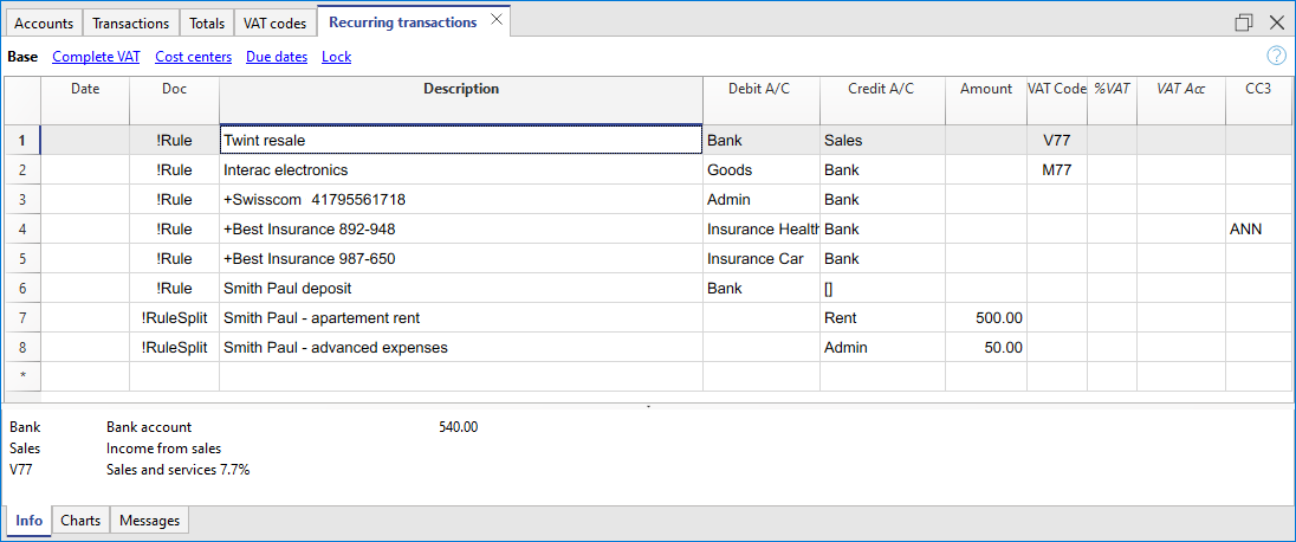 Accounts Transactions Totals VAT codes Recurring transactions
Base Complete VAT Cost centers Due dates Lock
Date Doc Description Debit A/C Credit A/C Amount VAT Code %VAT VAT Acc CC3
1 !Rule Twint resale Bank Sales V77
2 !Rule Interac electronics Goods Bank M77
3 !Rule +Swisscom 41795561718 Admin Bank
4 !Rule +Best Insurance 892-948 Insurance Health Bank ANN
5 !Rule +Best Insurance 987-650 Insurance Car Bank
6 !Rule Smith Paul deposit Bank []
7 !RuleSplit Smith Paul - apartement rent Rent 500.00
8 !RuleSplit Smith Paul - advanced expenses Admin 50.00
*
Bank Bank account 540.00
Sales Income from sales
V77 Sales and services 7.7%
Info Charts Messages